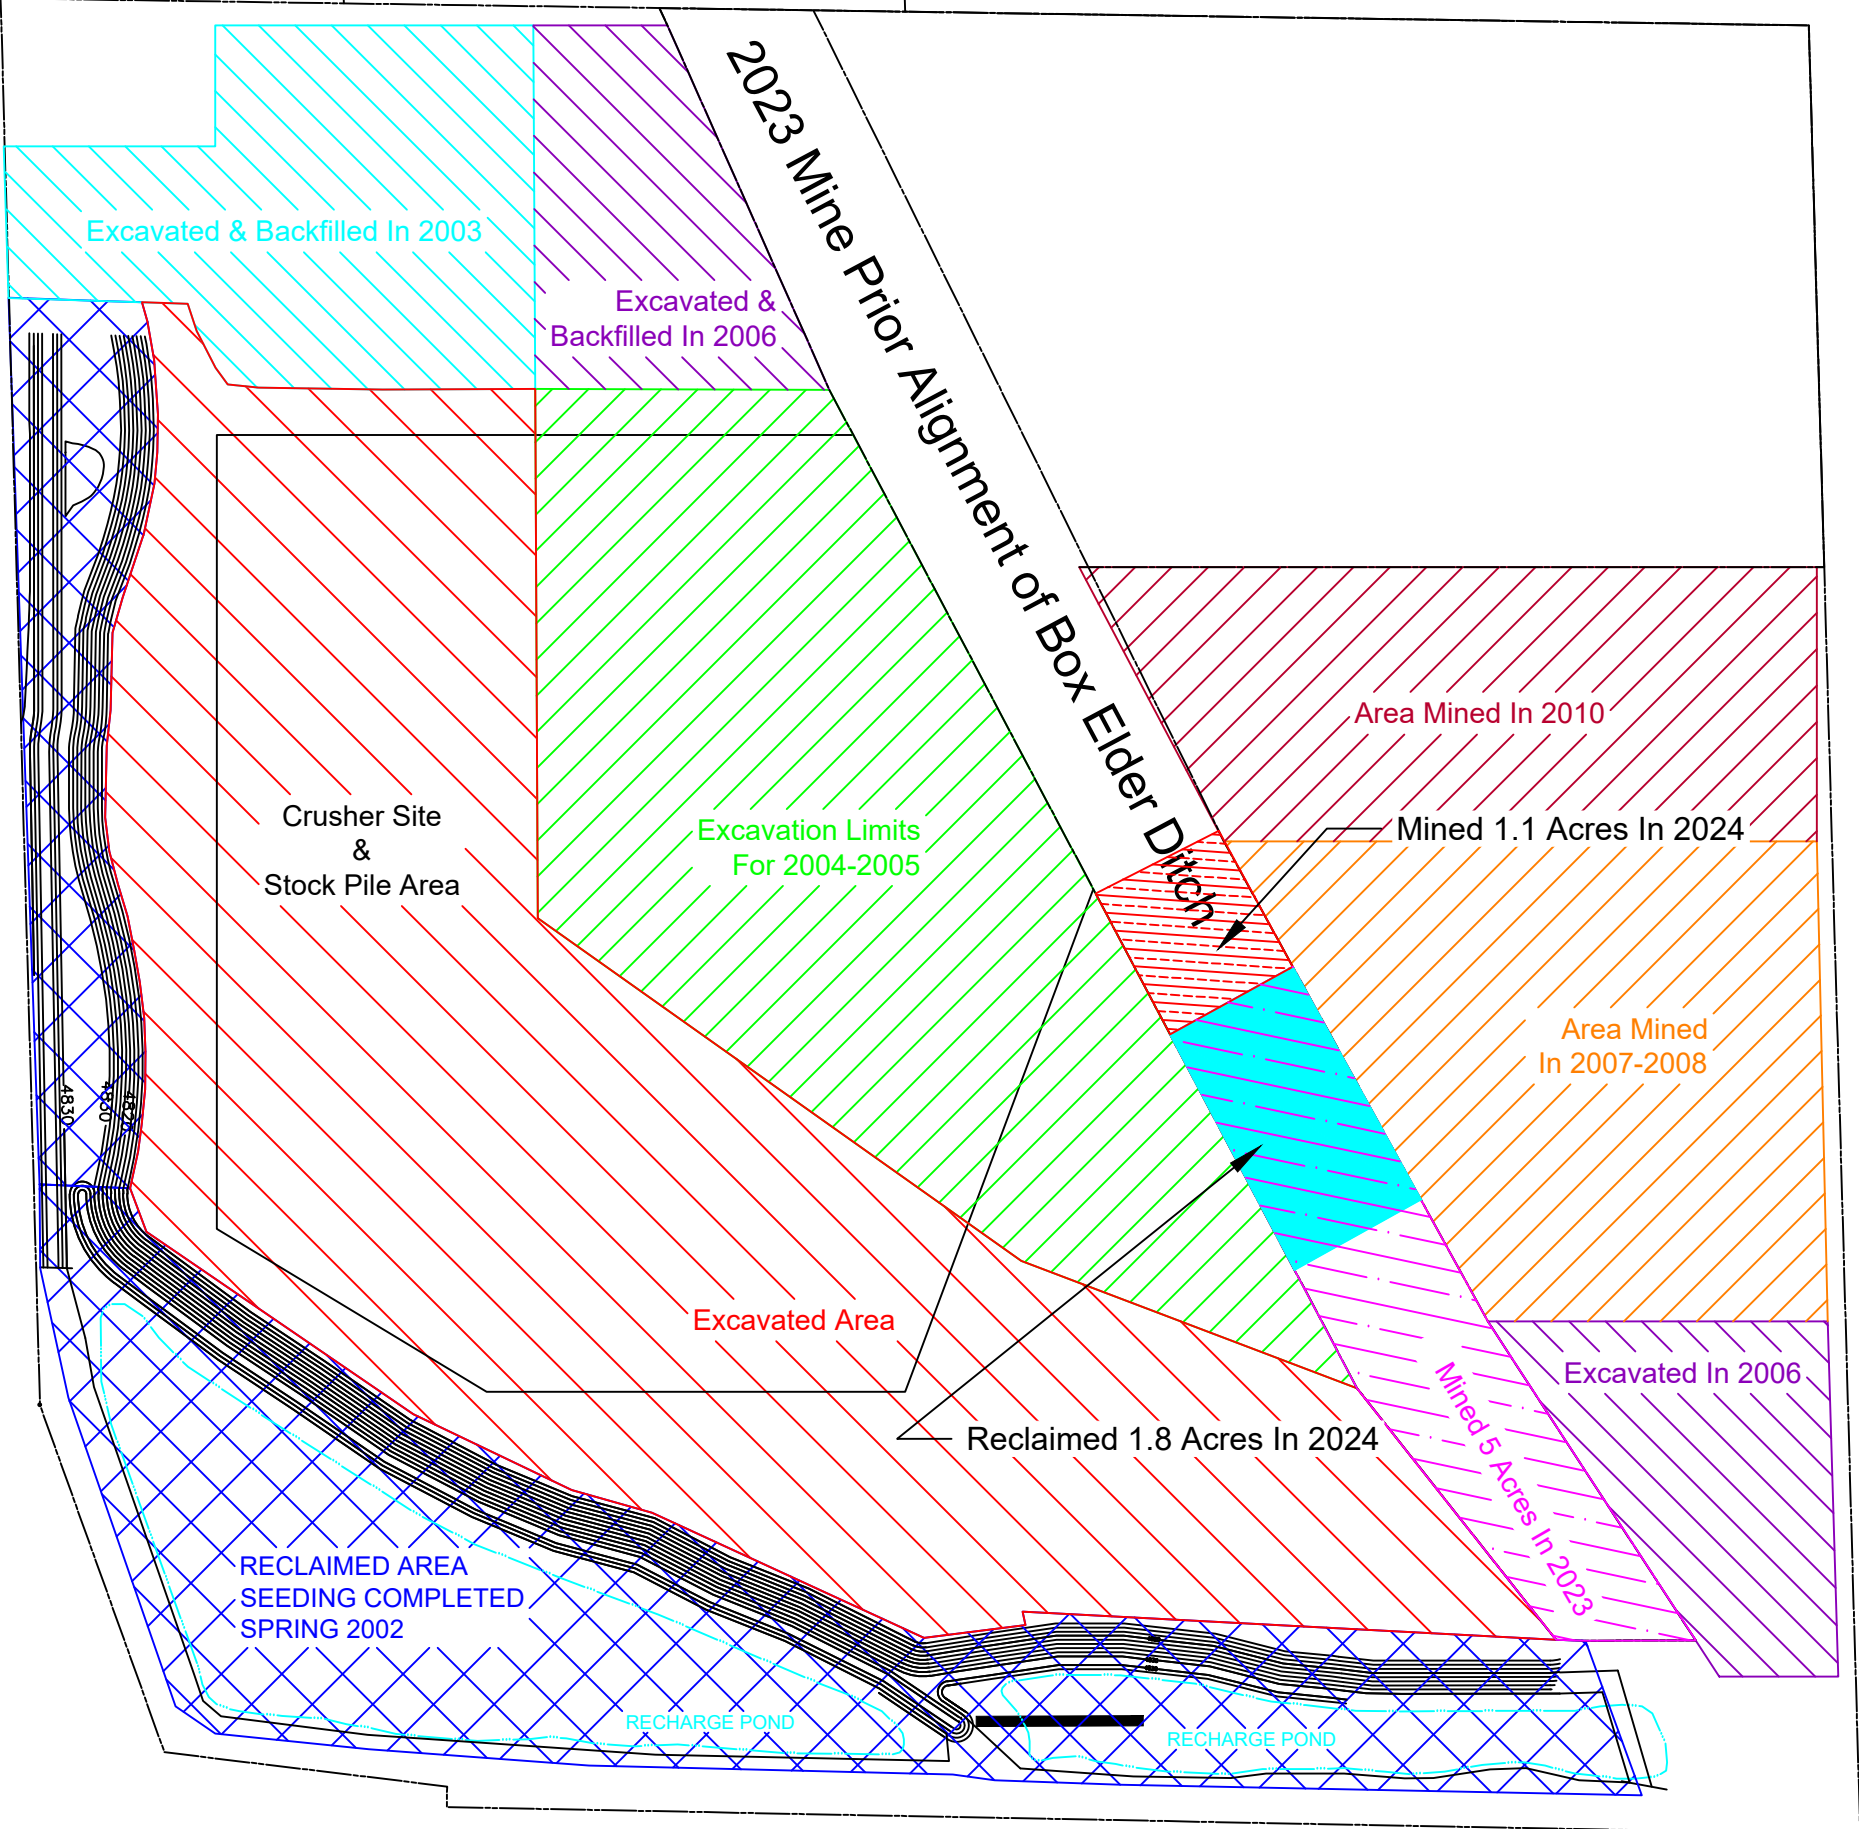 2023 Mine Prior Alignment of Box Elder Ditch
Excavated & Backfilled In 2003
Excavated &
Backfilled In 2006
Area Mined In 2010
Crusher Site
&
Stock Pile Area
Excavation Limits
For 2004-2005
Mined 1.1 Acres In 2024
Area Mined
In 2007-2008
4830
4820
Excavated Area
Excavated In 2006
Mined 5 Acres In 2023
Reclaimed 1.8 Acres In 2024
RECLAIMED AREA
SEEDING COMPLETED
SPRING 2002
RECHARGE POND
RECHARGE POND